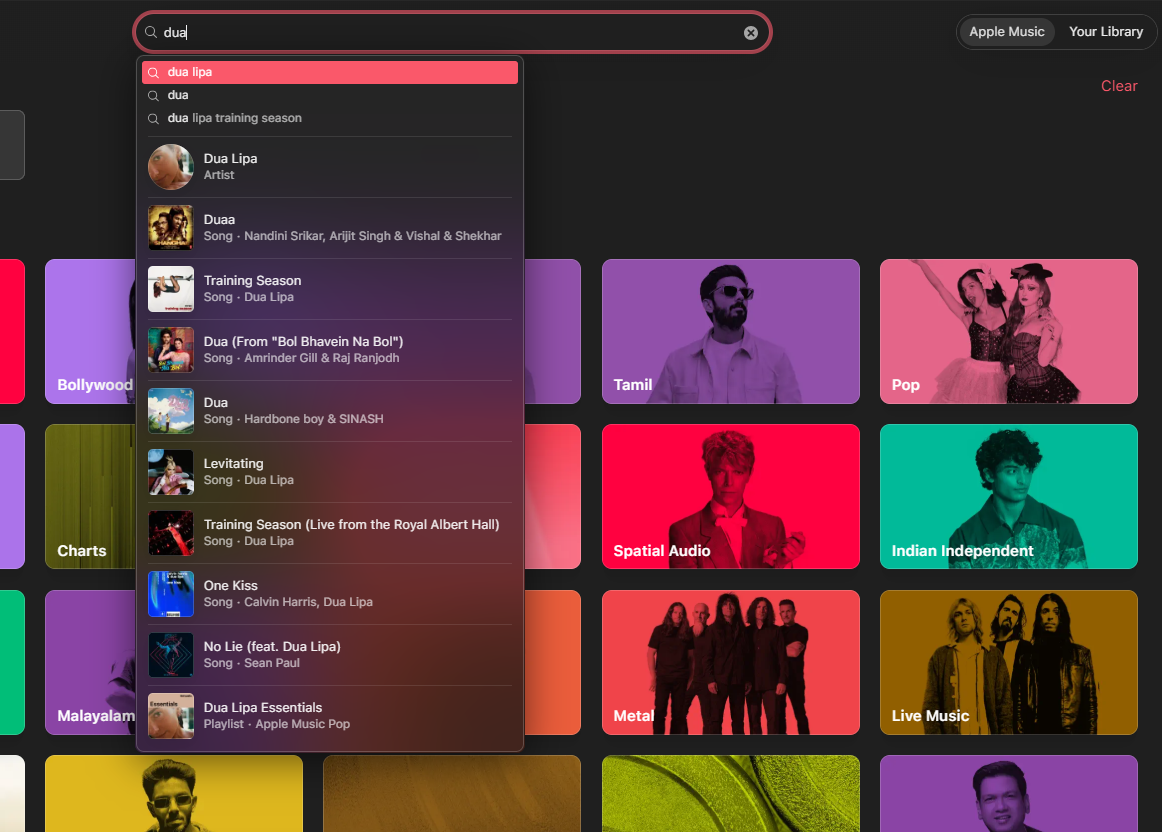 dua
Apple Music
Your Library
Clear
dua lipa
dua
dua lipa training season
Dua Lipa
Artist
Duaa
Song · Nandini Srikar, Arijit Singh & Vishal & Shekhar
Training Season
Song · Dua Lipa
Dua (From "Bol Bhavein Na Bol")
Song · Amrinder Gill & Raj Ranjodh
Dua
Song · Hardbone boy & SINASH
Levitating
Song · Dua Lipa
Training Season (Live from the Royal Albert Hall)
Song · Dua Lipa
One Kiss
Song · Calvin Harris, Dua Lipa
No Lie (feat. Dua Lipa)
Song · Sean Paul
Essentials
Dua Lipa Essentials
Playlist · Apple Music Pop
Bollywood
Tamil
Pop
Charts
Spatial Audio
Indian Independent
Malayalam
Metal
Live Music